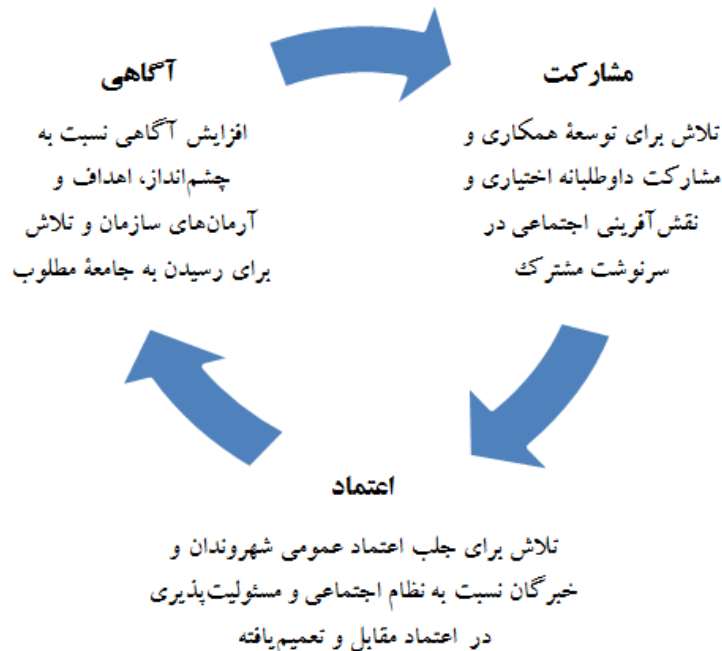 مشارکت
تلاش برای توسعهٔ همکاری و
مشارکت داوطلبانه اختیاری و
نقش‌آفرینی اجتماعی در
سرنوشت مشترک
اعتماد
تلاش برای جلب اعتماد عمومی شهروندان و
خبرگان نسبت به نظام اجتماعی و مسئولیت‌پذیری
در اعتماد مقابل و تعمیم‌یافته
آگاهی
افزایش آگاهی نسبت به
چشم‌انداز، اهداف و
آرمان‌های سازمان و تلاش
برای رسیدن به جامعهٔ مطلوب